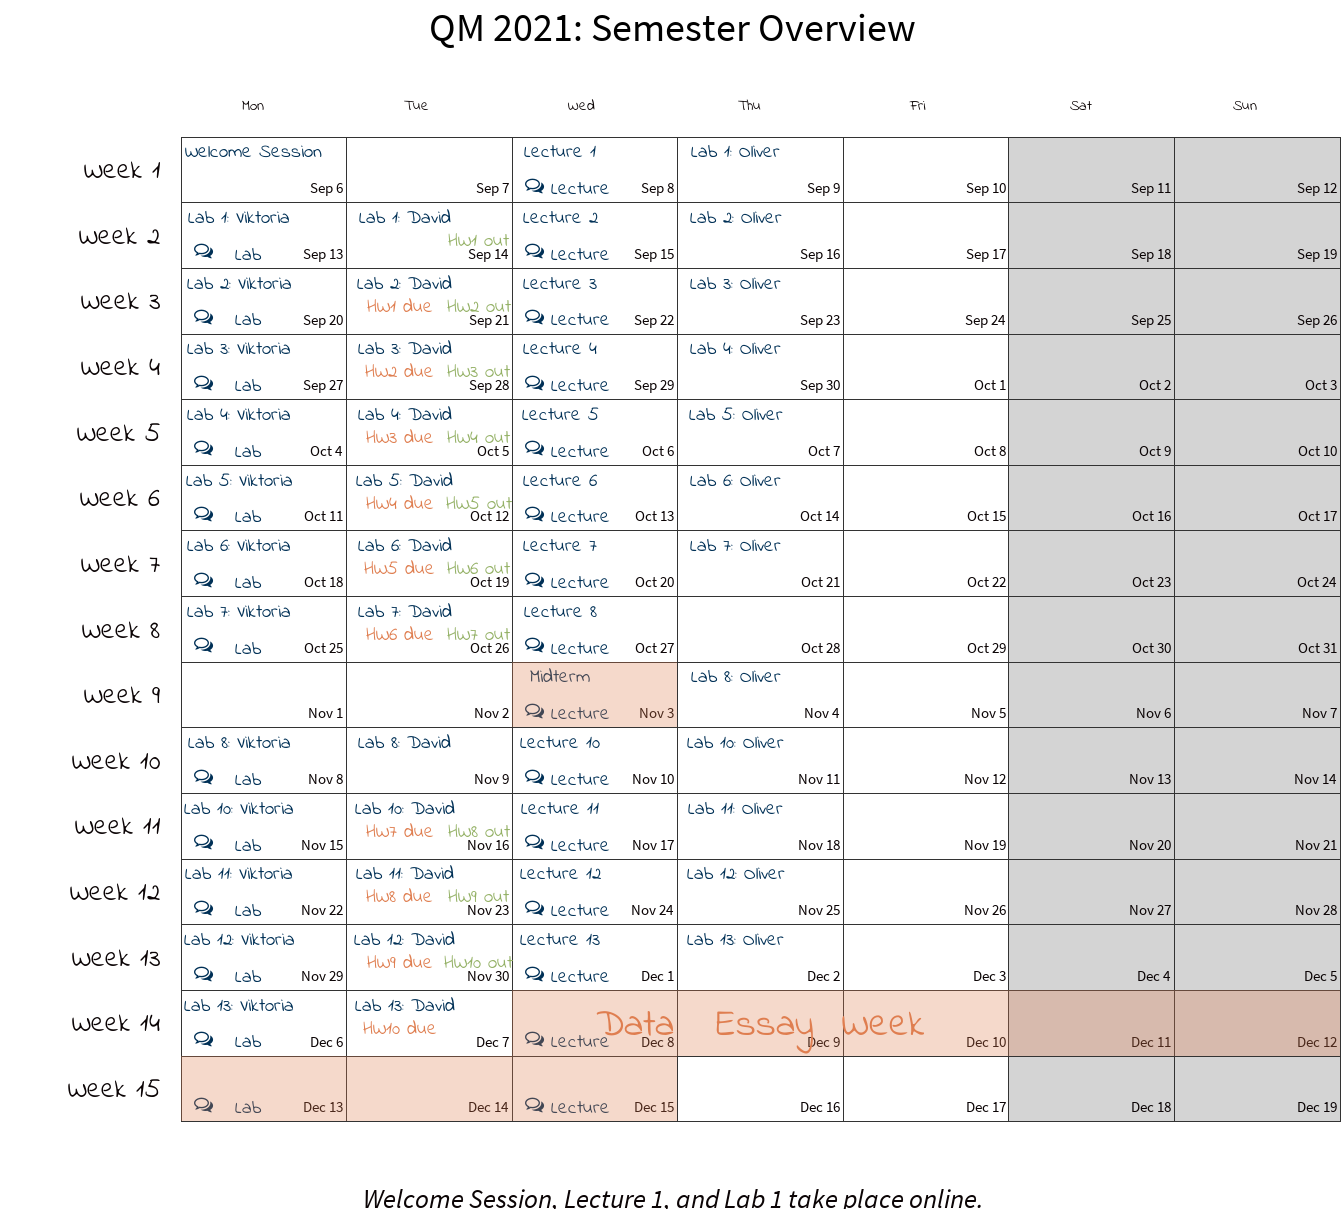 QM 2021: Semester Overview
Mon Tue Wed Thu Fri Sat Sun
Week 1
Welcome Session Lecture 1 Lab 1: Oliver
Sep 6 Sep 7 Lecture Sep 8 Sep 9 Sep 10 Sep 11 Sep 12
Week 2
Lab 1: Viktoria Lab 1: David Lecture 2 Lab 2: Oliver
HW1 out
Lab Sep 13 Sep 14 Lecture Sep 15 Sep 16 Sep 17 Sep 18 Sep 19
Week 3
Lab 2: Viktoria Lab 2: David Lecture 3 Lab 3: Oliver
HW1 due HW2 out
Lab Sep 20 Sep 21 Lecture Sep 22 Sep 23 Sep 24 Sep 25 Sep 26
Week 4
Lab 3: Viktoria Lab 3: David Lecture 4 Lab 4: Oliver
HW2 due HW3 out
Lab Sep 27 Sep 28 Lecture Sep 29 Sep 30 Oct 1 Oct 2 Oct 3
Week 5
Lab 4: Viktoria Lab 4: David Lecture 5 Lab 5: Oliver
HW3 due HW4 out
Lab Oct 4 Oct 5 Lecture Oct 6 Oct 7 Oct 8 Oct 9 Oct 10
Week 6
Lab 5: Viktoria Lab 5: David Lecture 6 Lab 6: Oliver
HW4 due HW5 out
Lab Oct 11 Oct 12 Lecture Oct 13 Oct 14 Oct 15 Oct 16 Oct 17
Week 7
Lab 6: Viktoria Lab 6: David Lecture 7 Lab 7: Oliver
HW5 due HW6 out
Lab Oct 18 Oct 19 Lecture Oct 20 Oct 21 Oct 22 Oct 23 Oct 24
Week 8
Lab 7: Viktoria Lab 7: David Lecture 8
HW6 due HW7 out
Lab Oct 25 Oct 26 Lecture Oct 27 Oct 28 Oct 29 Oct 30 Oct 31
Week 9
Midterm Lab 8: Oliver
Nov 1 Nov 2 Lecture Nov 3 Nov 4 Nov 5 Nov 6 Nov 7
Week 10
Lab 8: Viktoria Lab 8: David Lecture 10 Lab 10: Oliver
Lab Nov 8 Nov 9 Lecture Nov 10 Nov 11 Nov 12 Nov 13 Nov 14
Week 11
Lab 10: Viktoria Lab 10: David Lecture 11 Lab 11: Oliver
HW7 due HW8 out
Lab Nov 15 Nov 16 Lecture Nov 17 Nov 18 Nov 19 Nov 20 Nov 21
Week 12
Lab 11: Viktoria Lab 11: David Lecture 12 Lab 12: Oliver
HW8 due HW9 out
Lab Nov 22 Nov 23 Lecture Nov 24 Nov 25 Nov 26 Nov 27 Nov 28
Week 13
Lab 12: Viktoria Lab 12: David Lecture 13 Lab 13: Oliver
HW9 due HW10 out
Lab Nov 29 Nov 30 Lecture Dec 1 Dec 2 Dec 3 Dec 4 Dec 5
Week 14
Lab 13: Viktoria Lab 13: David
HW10 due Data Essay Week
Lab Dec 6 Dec 7 Lecture Dec 8 Dec 9 Dec 10 Dec 11 Dec 12
Week 15
Lab Dec 13 Dec 14 Lecture Dec 15 Dec 16 Dec 17 Dec 18 Dec 19
Welcome Session, Lecture 1, and Lab 1 take place online.